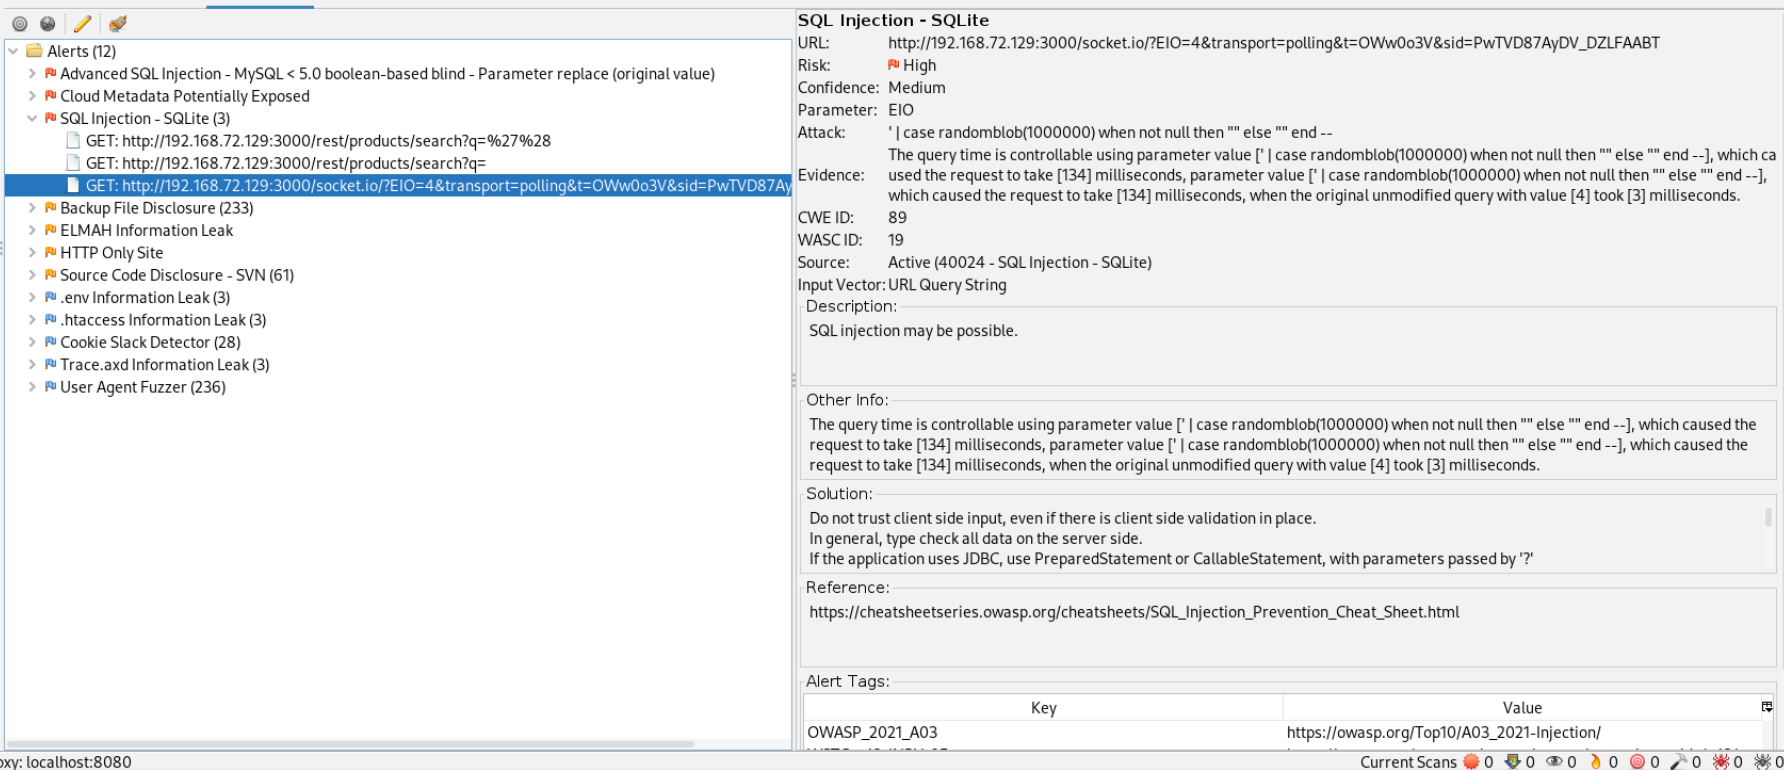 Alerts (12)
Advanced SQL Injection - MySQL < 5.0 boolean-based blind - Parameter replace (original value)
Cloud Metadata Potentially Exposed
SQL Injection - SQLite (3)
GET: http://192.168.72.129:3000/rest/products/search?q=%27%28
GET: http://192.168.72.129:3000/rest/products/search?q=
GET: http://192.168.72.129:3000/socket.io/?EIO=4&transport=polling&t=OWw0o3V&sid=PwTVD87Ay
Backup File Disclosure (233)
ELMAH Information Leak
HTTP Only Site
Source Code Disclosure - SVN (61)
.env Information Leak (3)
.htaccess Information Leak (3)
Cookie Slack Detector (28)
Trace.axd Information Leak (3)
User Agent Fuzzer (236)
SQL Injection - SQLite
URL: http://192.168.72.129:3000/socket.io/?EIO=4&transport=polling&t=OWw0o3V&sid=PwTVD87AyDV_DZLFAABT
Risk: High
Confidence: Medium
Parameter: EIO
Attack: ' | case randomblob(1000000) when not null then "" else "" end --
The query time is controllable using parameter value [' | case randomblob(1000000) when not null then "" else "" end --], which ca
Evidence: used the request to take [134] milliseconds, parameter value [' | case randomblob(1000000) when not null then "" else "" end --],
which caused the request to take [134] milliseconds, when the original unmodified query with value [4] took [3] milliseconds.
CWE ID: 89
WASC ID: 19
Source: Active (40024 - SQL Injection - SQLite)
Input Vector: URL Query String
Description:
SQL injection may be possible.
Other Info:
The query time is controllable using parameter value [' | case randomblob(1000000) when not null then "" else "" end --], which caused the
request to take [134] milliseconds, parameter value [' | case randomblob(1000000) when not null then "" else "" end --], which caused the
request to take [134] milliseconds, when the original unmodified query with value [4] took [3] milliseconds.
Solution:
Do not trust client side input, even if there is client side validation in place.
In general, type check all data on the server side.
If the application uses JDBC, use PreparedStatement or CallableStatement, with parameters passed by '?'
Reference:
https://cheatsheetseries.owasp.org/cheatsheets/SQL_Injection_Prevention_Cheat_Sheet.html
Alert Tags:
Key Value
OWASP_2021_A03 https://owasp.org/Top10/A03_2021-Injection/
oxy: localhost:8080 Current Scans 0 0 0 0 0 0 0 0